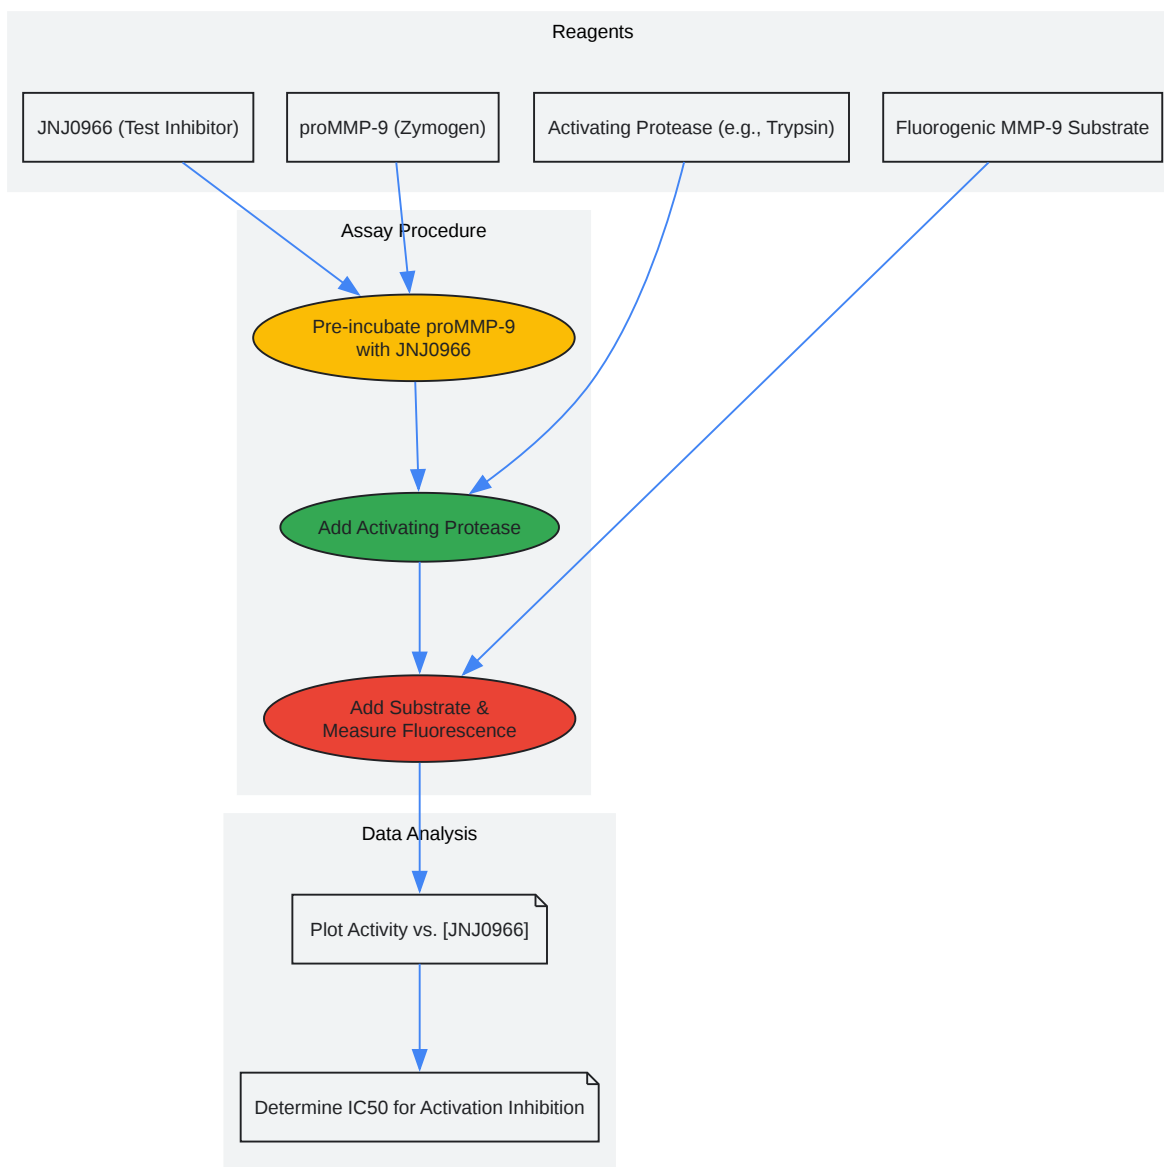 Reagents
JNJ0966 (Test Inhibitor)
proMMP-9 (Zymogen)
Activating Protease (e.g., Trypsin)
Fluorogenic MMP-9 Substrate
Assay Procedure
Pre-incubate proMMP-9
with JNJ0966
Add Activating Protease
Add Substrate &
Measure Fluorescence
Data Analysis
Plot Activity vs. [JNJ0966]
Determine IC50 for Activation Inhibition